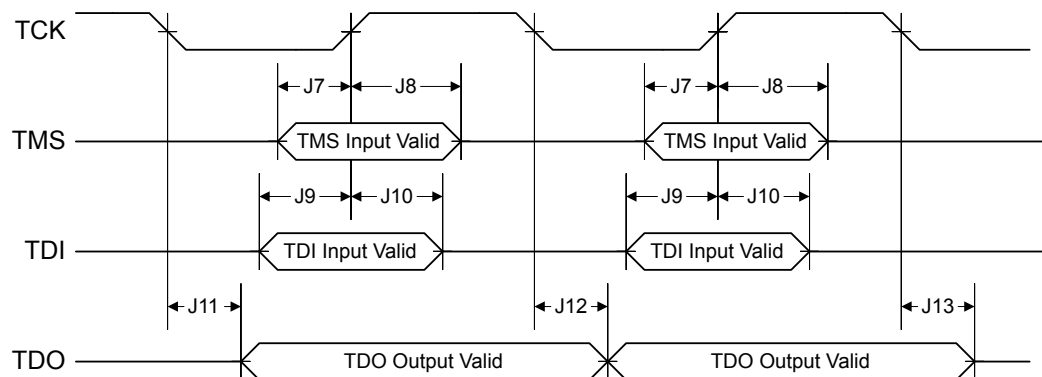 TCK
J7 J8 J7 J8
TMS TMS Input Valid TMS Input Valid
J9 J10 J9 J10
TDI TDI Input Valid TDI Input Valid
J11 J12 J13
TDO TDO Output Valid TDO Output Valid